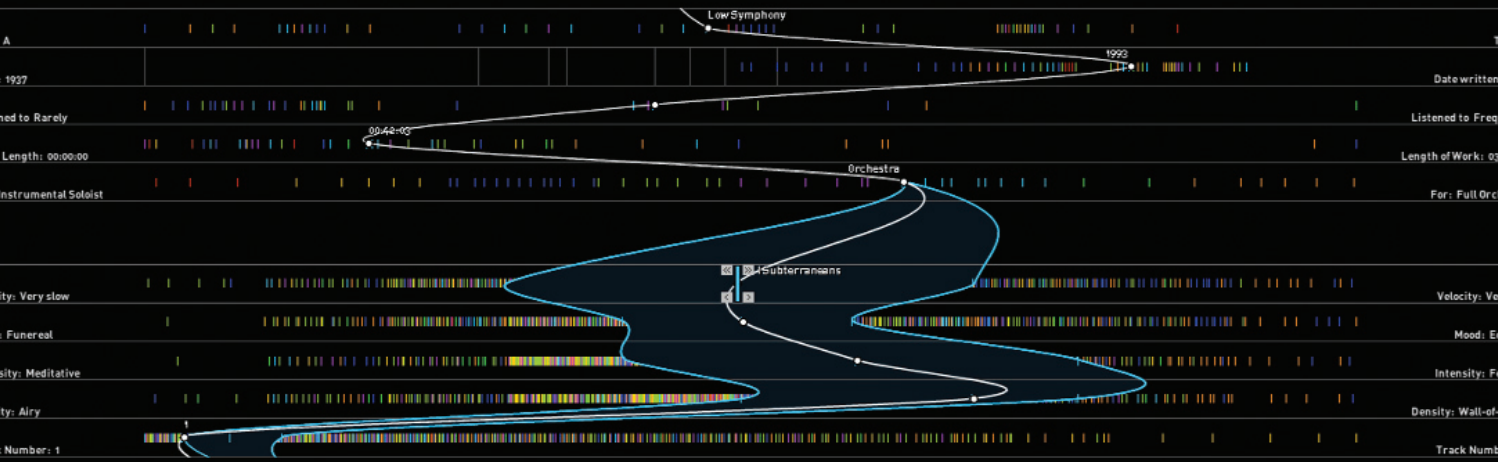 Low Symphony
A
T
1993
: 1937
Date written
ned to Rarely
Listened to Freq
00:42:03
Length: 00:00:00
Length of Work: 03
Orchestra
nstrumental Soloist
For: Full Orc
Subterraneans
ity: Very slow
Velocity: Ve
: Funereal
Mood: E
sity: Meditative
Intensity: F
ty: Airy
Density: Wall-of-
1
k Number: 1
Track Numb